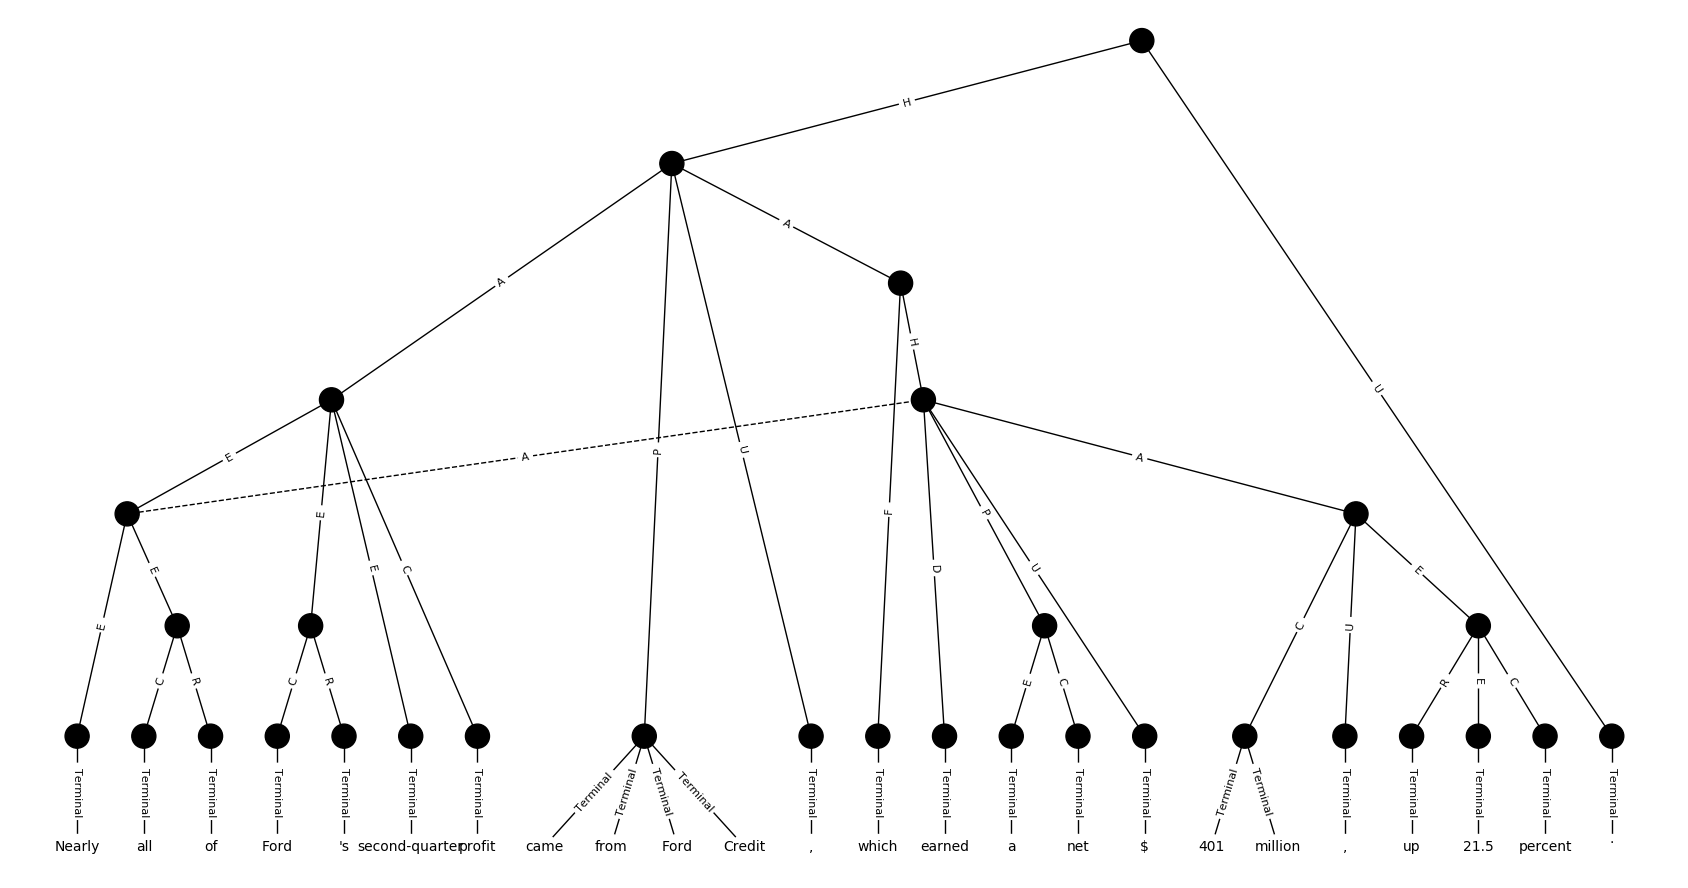 H
A
A
H
U
E
A
A
P
U
E
F
P
E
E
C
D
U
E
E
C
U
C
R
C
R
E
C
R
E
C
Terminal Terminal Terminal Terminal Terminal Terminal Terminal Terminal Terminal Terminal Terminal Terminal Terminal Terminal Terminal Terminal Terminal Terminal Terminal Terminal Terminal Terminal Terminal Terminal
Nearly all of Ford 's second-quarter profit came from Ford Credit , which earned a net $ 401 million , up 21.5 percent .